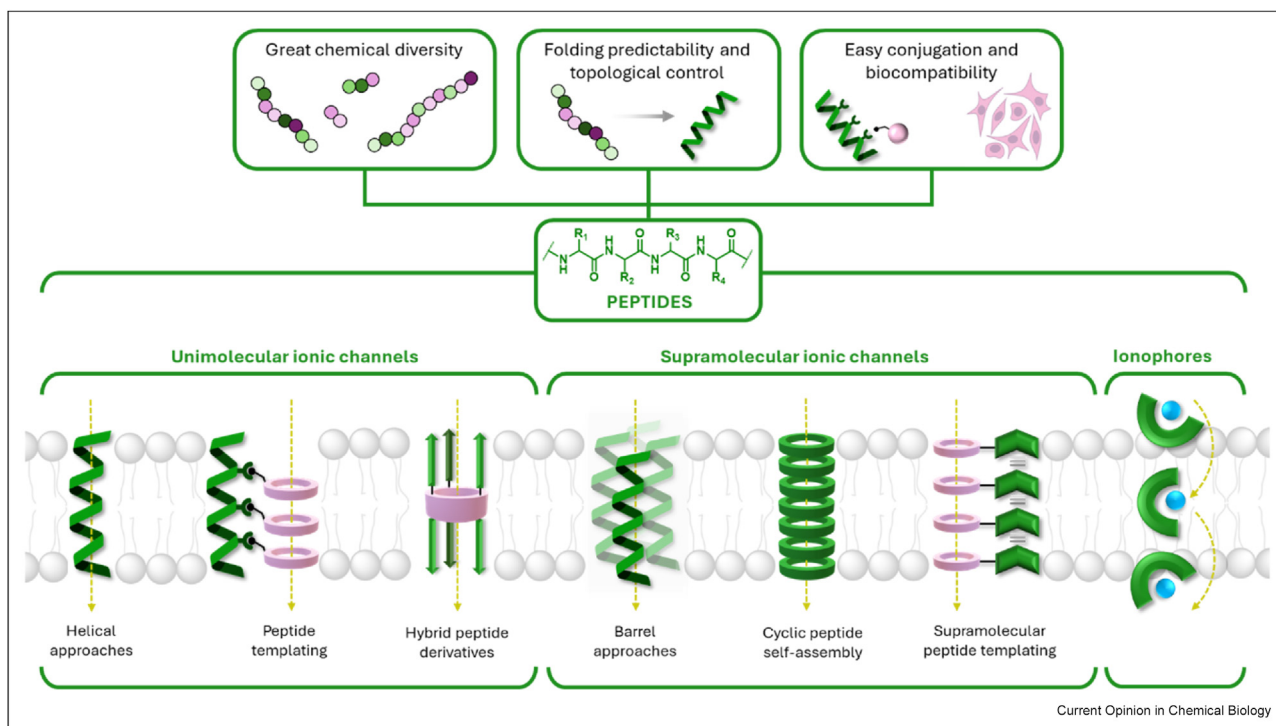 Great chemical diversity
Folding predictability and
topological control
Easy conjugation and
biocompatibility
H
N
R₁
O
H
N
R₃
O
N
H
O
R₂
N
H
O
R₄
PEPTIDES
Unimolecular ionic channels
Supramolecular ionic channels
Ionophores
Helical
approaches
Peptide
templating
Hybrid peptide
derivatives
Barrel
approaches
Cyclic peptide
self-assembly
Supramolecular
peptide templating
Current Opinion in Chemical Biology